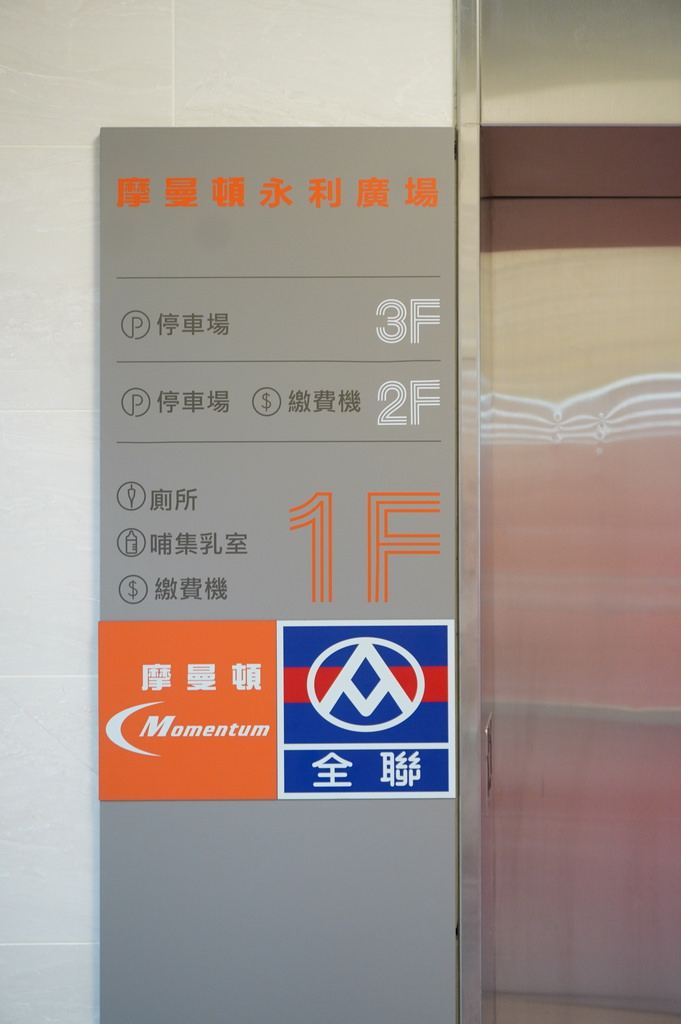 摩曼頓永利廣場
P 停車場 3F
P 停車場 $ 繳費機 2F
廁所
哺集乳室
$ 繳費機
1F
摩曼頓
Momentum
全聯